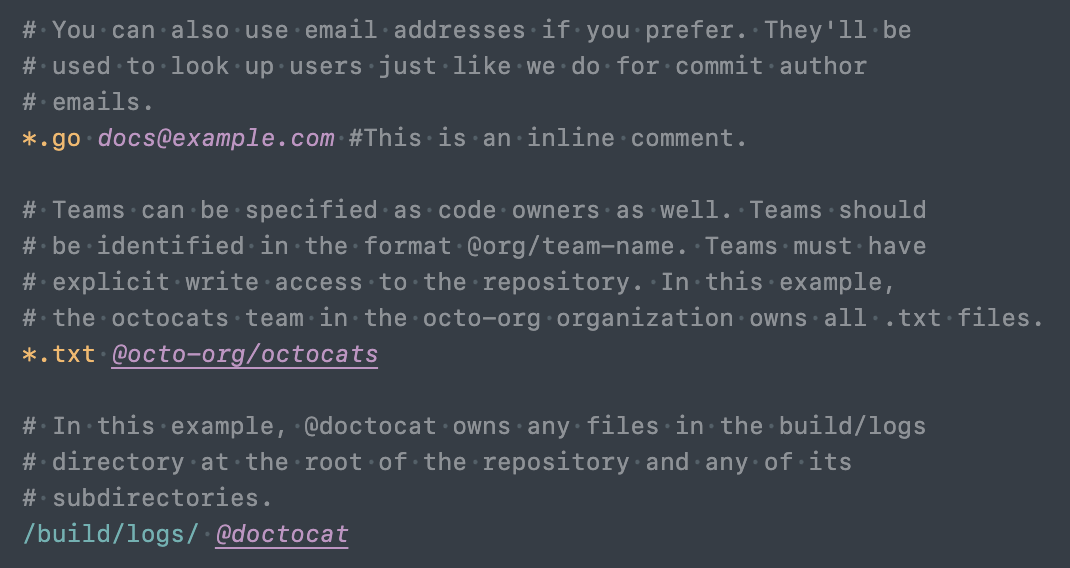 # You can also use email addresses if you prefer. They'll be
# used to look up users just like we do for commit author
# emails.
*.go docs@example.com #This is an inline comment.
# Teams can be specified as code owners as well. Teams should
# be identified in the format @org/team-name. Teams must have
# explicit write access to the repository. In this example,
# the octocats team in the octo-org organization owns all .txt files.
*.txt @octo-org/octocats
# In this example, @doctocat owns any files in the build/logs
# directory at the root of the repository and any of its
# subdirectories.
/build/logs/ @doctocat